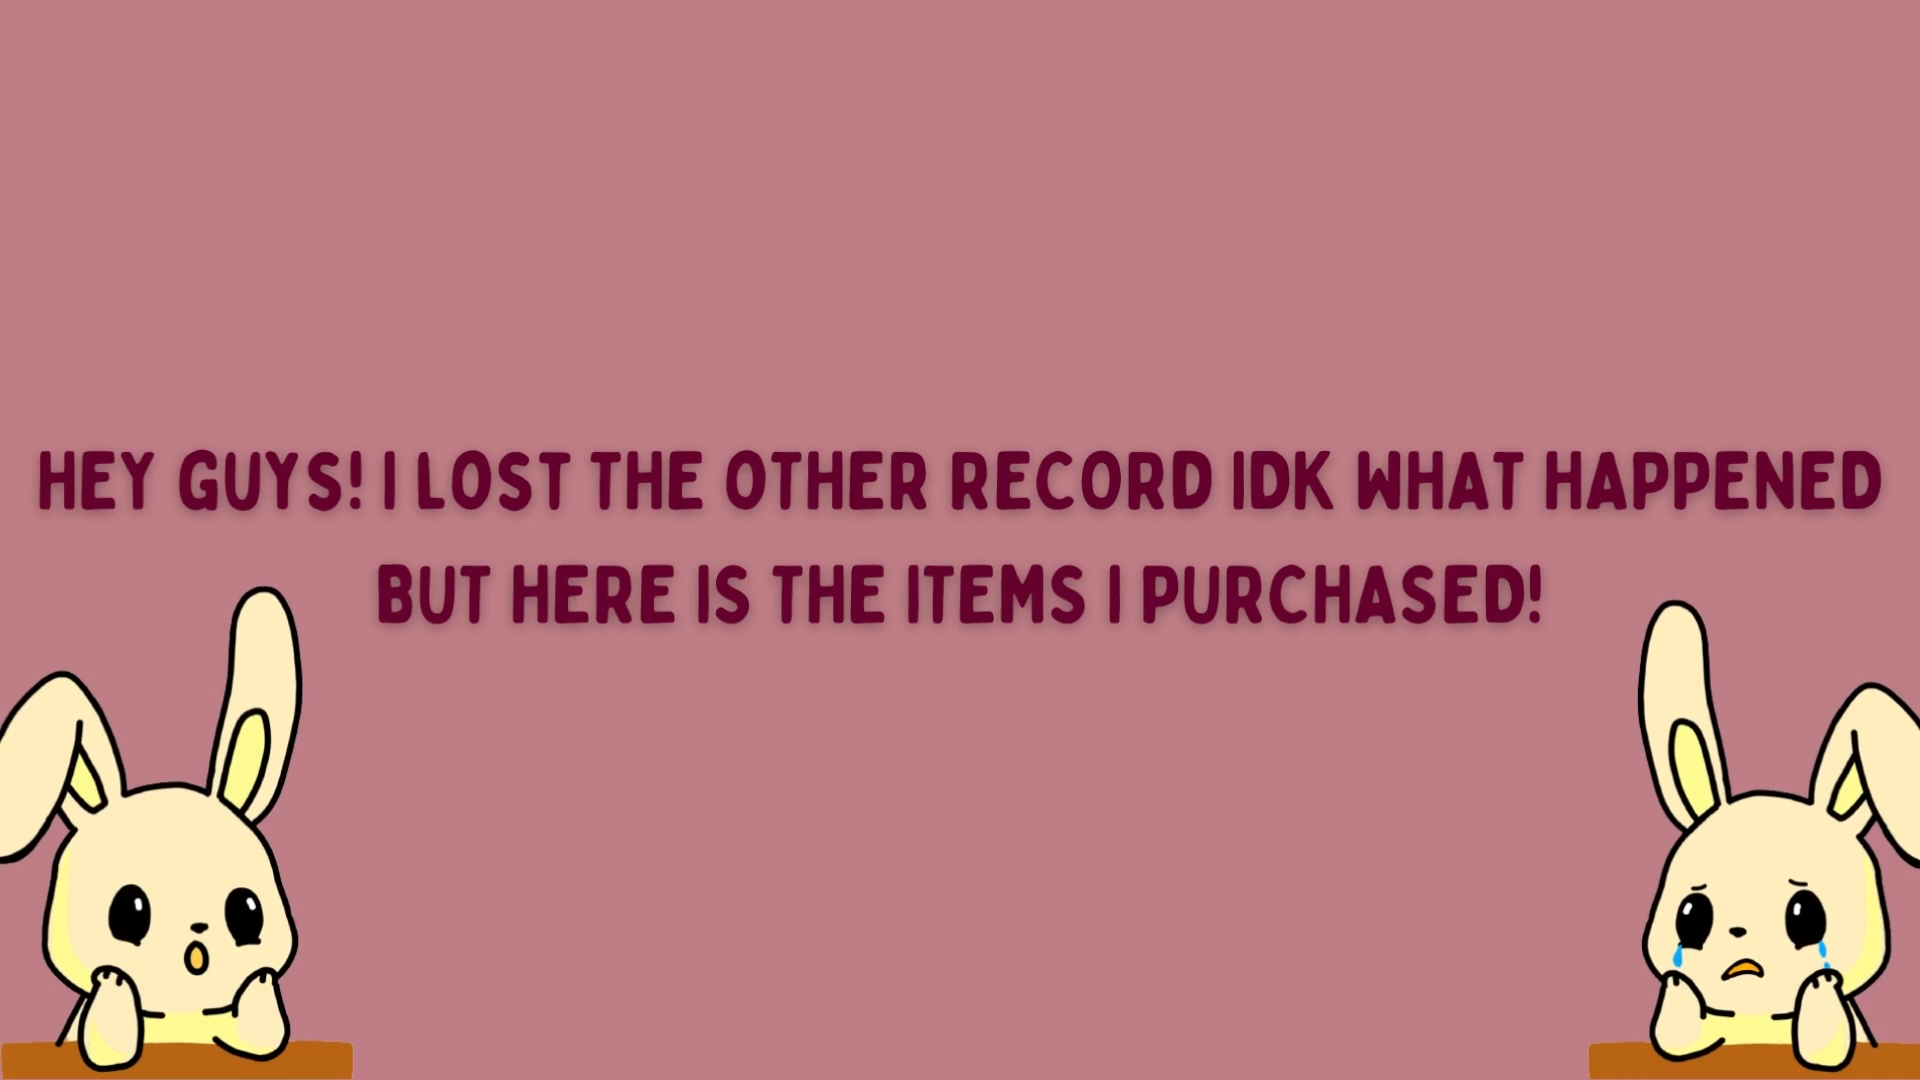 HEY GUYS! I LOST THE OTHER RECORD IDK WHAT HAPPENED
BUT HERE IS THE ITEMS I PURCHASED!